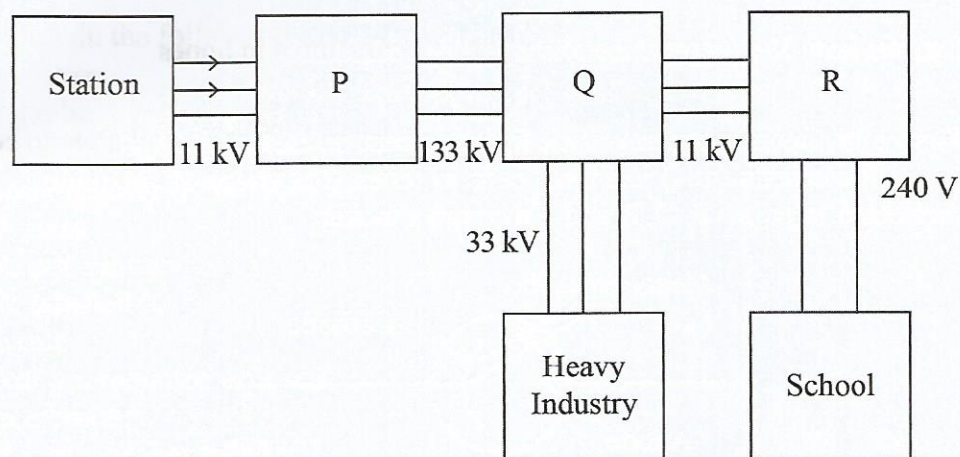 Station
P
Q
R
11 kV
133 kV
11 kV
240 V
33 kV
Heavy
Industry
School